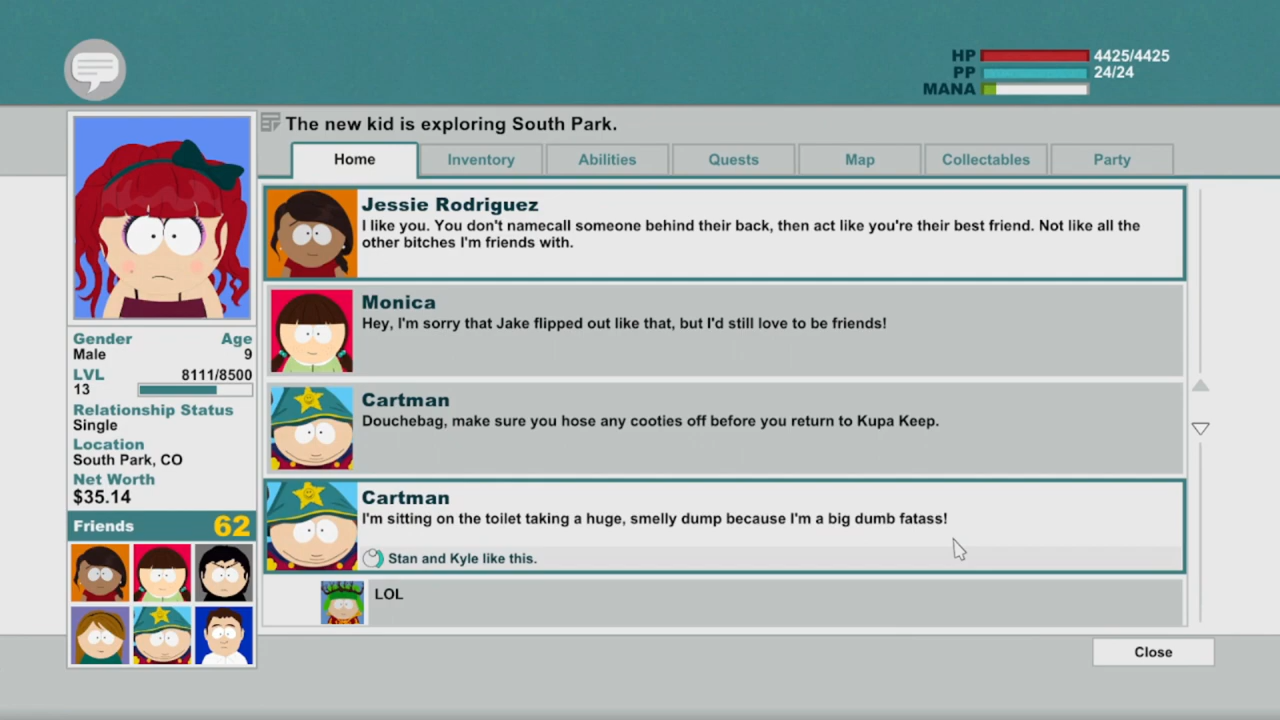 HP 4425/4425
PP 24/24
MANA
The new kid is exploring South Park.
Home Inventory Abilities Quests Map Collectables Party
Gender Age
Male 9
LVL 8111/8500
13
Relationship Status
Single
Location
South Park, CO
Net Worth
$35.14
Friends 62
Jessie Rodriguez
I like you. You don't namecall someone behind their back, then act like you're their best friend. Not like all the
other bitches I'm friends with.
Monica
Hey, I'm sorry that Jake flipped out like that, but I'd still love to be friends!
Cartman
Douchebag, make sure you hose any cooties off before you return to Kupa Keep.
Cartman
I'm sitting on the toilet taking a huge, smelly dump because I'm a big dumb fatass!
Stan and Kyle like this.
LOL
Close